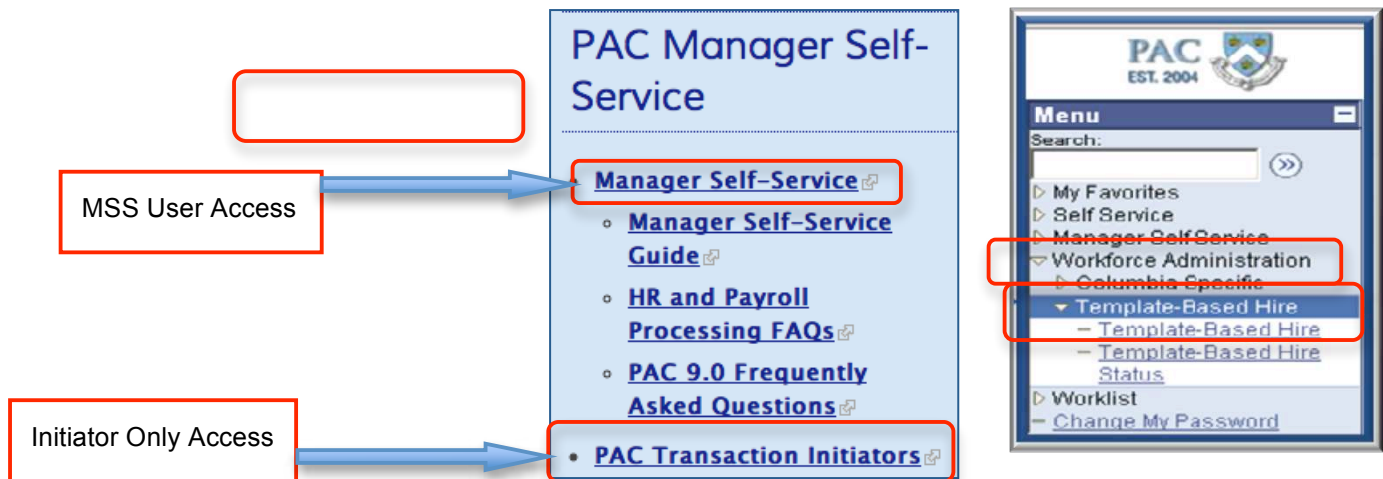 PAC Manager Self-
Service
Manager Self-Service
Manager Self-Service
Guide
HR and Payroll
Processing FAQs
PAC 9.0 Frequently
Asked Questions
PAC Transaction Initiators
MSS User Access
Initiator Only Access
PAC
EST. 2004
Menu
Search:
My Favorites
Self Service
Manager Self Service
Workforce Administration
Columbia Specific
Template-Based Hire
Template-Based Hire
Template-Based Hire
Status
Worklist
Change My Password